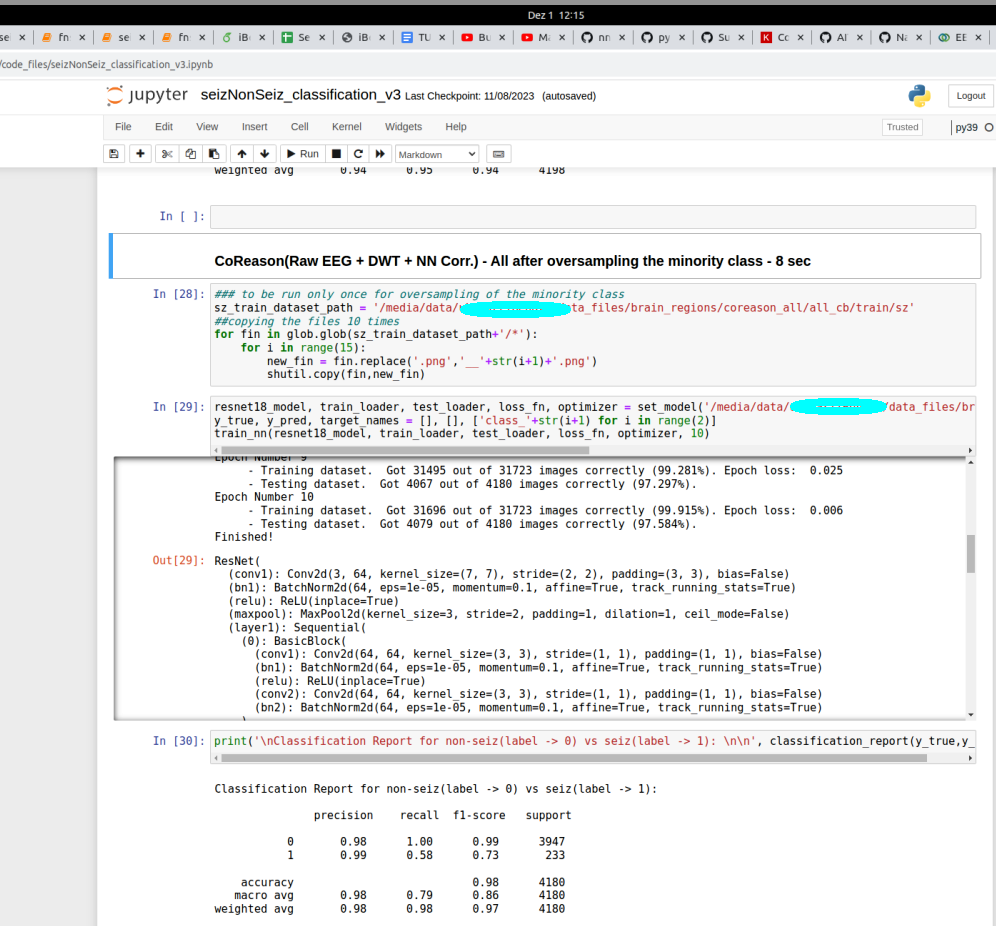 Dez 1 12:15
se × fn × se × fn × iB × Se × iB × TU × Bu × M × nn × py × Su × Cc × Al × Na × EE ×
/code_files/seizNonSeiz_classification_v3.ipynb
jupyter seizNonSeiz_classification_v3 Last Checkpoint: 11/08/2023 (autosaved) Logout
File Edit View Insert Cell Kernel Widgets Help Trusted py39
Run Markdown
weighted avg 0.94 0.95 0.94 4198
In [ ]:
CoReason(Raw EEG + DWT + NN Corr.) - All after oversampling the minority class - 8 sec
In [28]: ### to be run only once for oversampling of the minority class
sz_train_dataset_path = '/media/data/ ta_files/brain_regions/coreason_all/all_cb/train/sz'
##copying the files 10 times
for fin in glob.glob(sz_train_dataset_path+'/*'):
for i in range(15):
new_fin = fin.replace('.png','__'+str(i+1)+'.png')
shutil.copy(fin,new_fin)
In [29]: resnet18_model, train_loader, test_loader, loss_fn, optimizer = set_model('/media/data/ /data_files/br
y_true, y_pred, target_names = [], [], ['class_'+str(i+1) for i in range(2)]
train_nn(resnet18_model, train_loader, test_loader, loss_fn, optimizer, 10)
Epoch Number 9
- Training dataset. Got 31495 out of 31723 images correctly (99.281%). Epoch loss: 0.025
- Testing dataset. Got 4067 out of 4180 images correctly (97.297%).
Epoch Number 10
- Training dataset. Got 31696 out of 31723 images correctly (99.915%). Epoch loss: 0.006
- Testing dataset. Got 4079 out of 4180 images correctly (97.584%).
Finished!
Out[29]: ResNet(
(conv1): Conv2d(3, 64, kernel_size=(7, 7), stride=(2, 2), padding=(3, 3), bias=False)
(bn1): BatchNorm2d(64, eps=1e-05, momentum=0.1, affine=True, track_running_stats=True)
(relu): ReLU(inplace=True)
(maxpool): MaxPool2d(kernel_size=3, stride=2, padding=1, dilation=1, ceil_mode=False)
(layer1): Sequential(
(0): BasicBlock(
(conv1): Conv2d(64, 64, kernel_size=(3, 3), stride=(1, 1), padding=(1, 1), bias=False)
(bn1): BatchNorm2d(64, eps=1e-05, momentum=0.1, affine=True, track_running_stats=True)
(relu): ReLU(inplace=True)
(conv2): Conv2d(64, 64, kernel_size=(3, 3), stride=(1, 1), padding=(1, 1), bias=False)
(bn2): BatchNorm2d(64, eps=1e-05, momentum=0.1, affine=True, track_running_stats=True)
)
In [30]: print('\nClassification Report for non-seiz(label -> 0) vs seiz(label -> 1): \n\n', classification_report(y_true,y_
Classification Report for non-seiz(label -> 0) vs seiz(label -> 1):
precision recall f1-score support
0 0.98 1.00 0.99 3947
1 0.99 0.58 0.73 233
accuracy 0.98 4180
macro avg 0.98 0.79 0.86 4180
weighted avg 0.98 0.98 0.97 4180